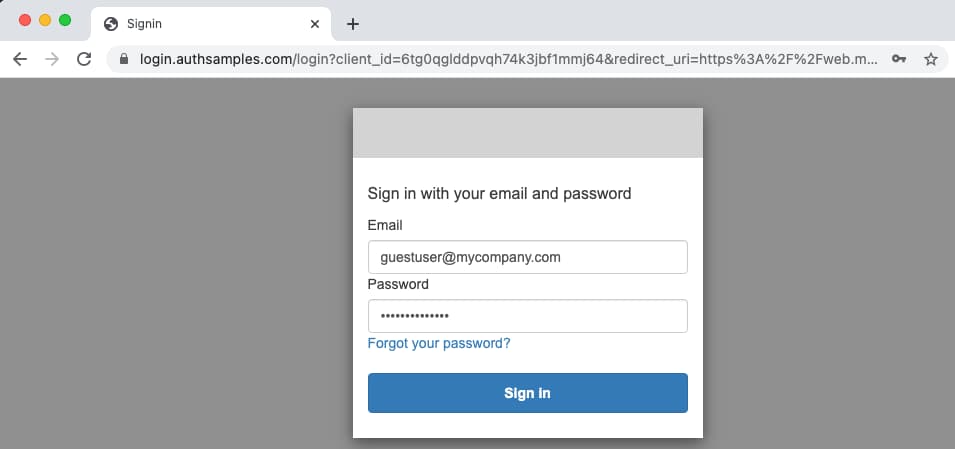 Signin
login.authsamples.com/login?client_id=6tg0qglddpvqh74k3jbf1mmj64&redirect_uri=https%3A%2F%2Fweb.m...
Sign in with your email and password
Email
guestuser@mycompany.com
Password
••••••••••••••
Forgot your password?
Sign in